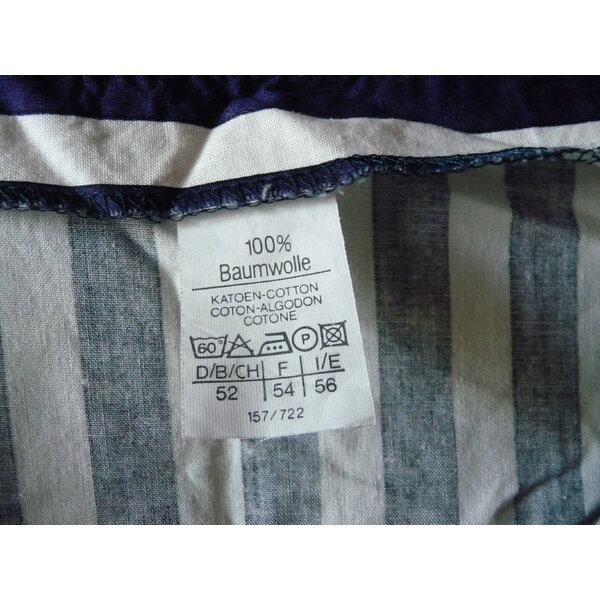 100%
Baumwolle
KATOEN-COTTON
COTON-ALGODON
COTONE
60° P
D/B/CH F I/E
52 54 56
157/722